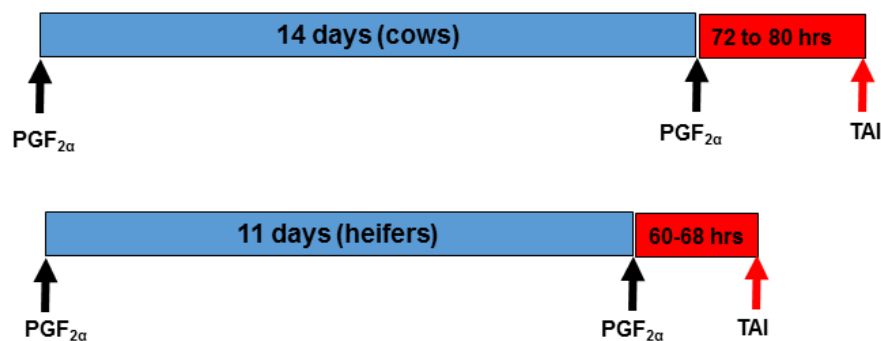 14 days (cows)
72 to 80 hrs
PGF2α
PGF2α
TAI
11 days (heifers)
60-68 hrs
PGF2α
PGF2α
TAI